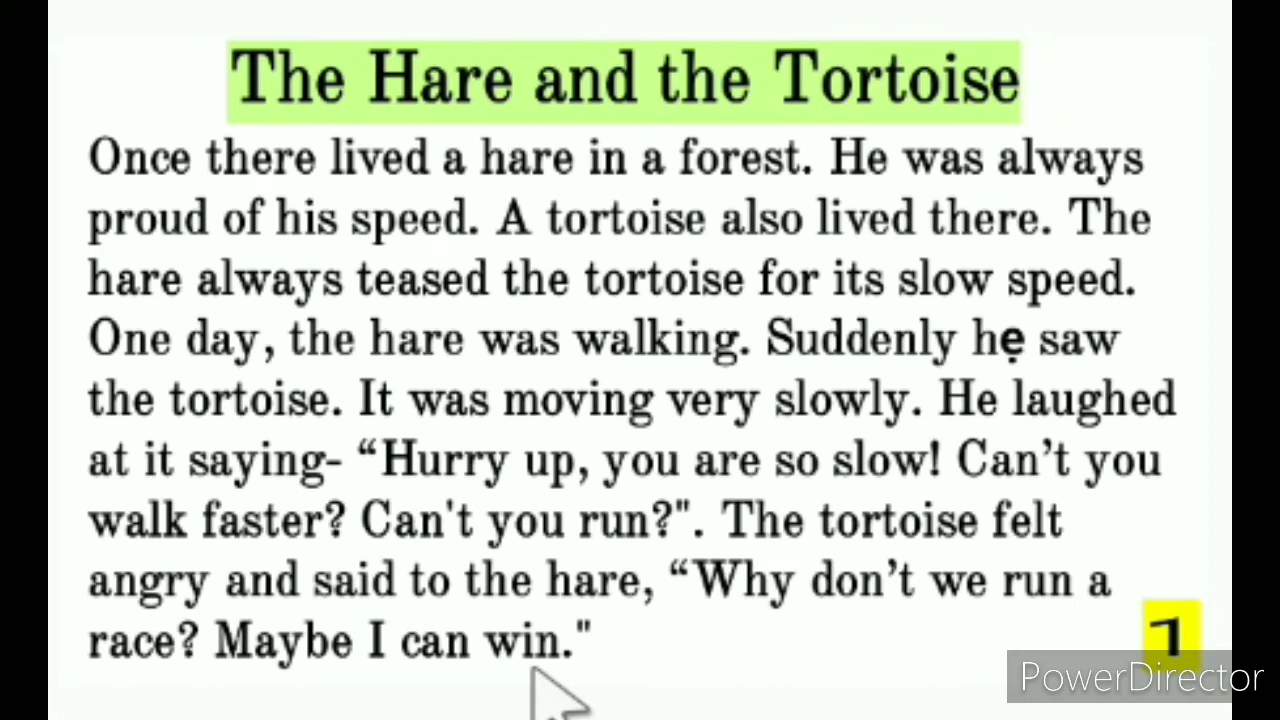 The Hare and the Tortoise
Once there lived a hare in a forest. He was always
proud of his speed. A tortoise also lived there. The
hare always teased the tortoise for its slow speed.
One day, the hare was walking. Suddenly hẹ saw
the tortoise. It was moving very slowly. He laughed
at it saying- “Hurry up, you are so slow! Can’t you
walk faster? Can't you run?". The tortoise felt
angry and said to the hare, “Why don’t we run a
race? Maybe I can win."
1
PowerDirector